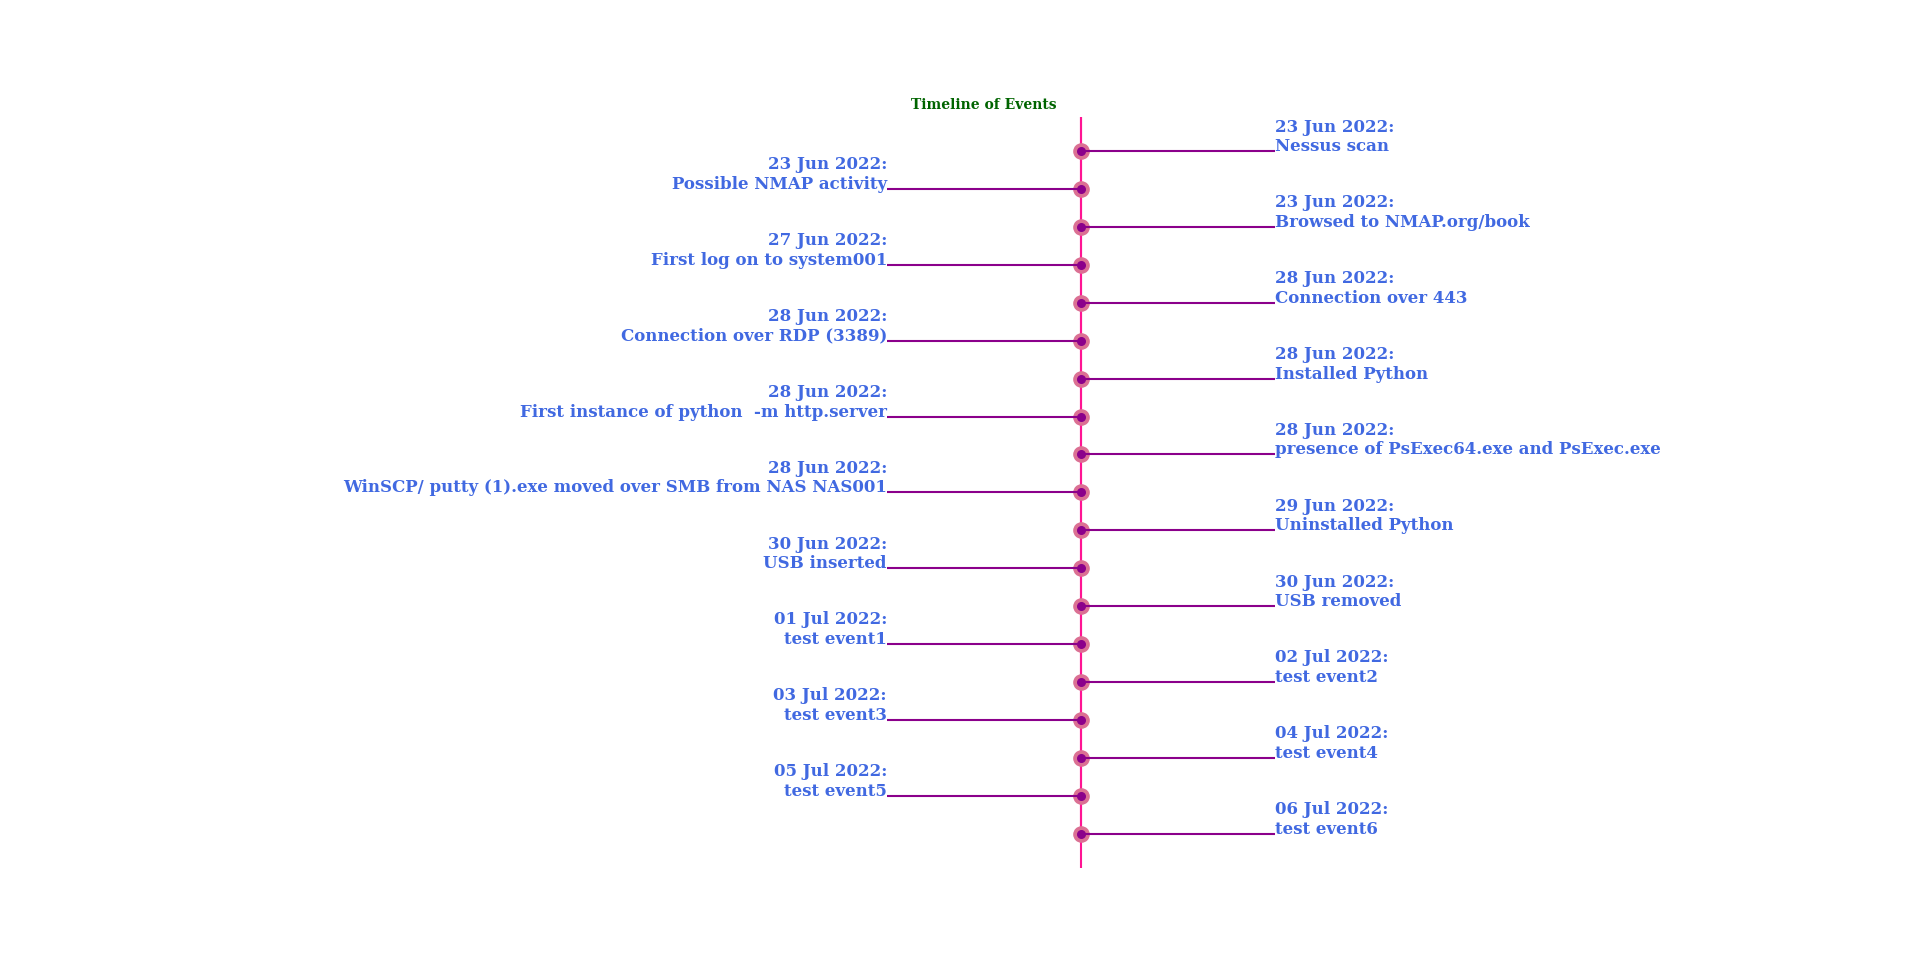 Timeline of Events
23 Jun 2022:
Nessus scan
23 Jun 2022:
Possible NMAP activity
23 Jun 2022:
Browsed to NMAP.org/book
27 Jun 2022:
First log on to system001
28 Jun 2022:
Connection over 443
28 Jun 2022:
Connection over RDP (3389)
28 Jun 2022:
Installed Python
28 Jun 2022:
First instance of python  -m http.server
28 Jun 2022:
presence of PsExec64.exe and PsExec.exe
28 Jun 2022:
WinSCP/ putty (1).exe moved over SMB from NAS NAS001
29 Jun 2022:
Uninstalled Python
30 Jun 2022:
USB inserted
30 Jun 2022:
USB removed
01 Jul 2022:
test event1
02 Jul 2022:
test event2
03 Jul 2022:
test event3
04 Jul 2022:
test event4
05 Jul 2022:
test event5
06 Jul 2022:
test event6